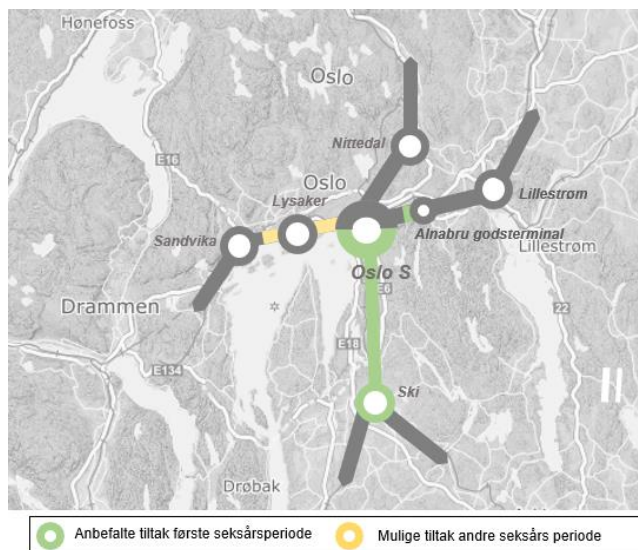 Hønefoss
Oslo
Nittedal
E16
Oslo
Lysaker
Lillestrøm
Sandvika
Alnabru godsterminal
Lillestrøm
Oslo S
E6
Drammen
22
E18
E134
Ski
Drøbak
Anbefalte tiltak første seksårsperiode
Mulige tiltak andre seksårs periode